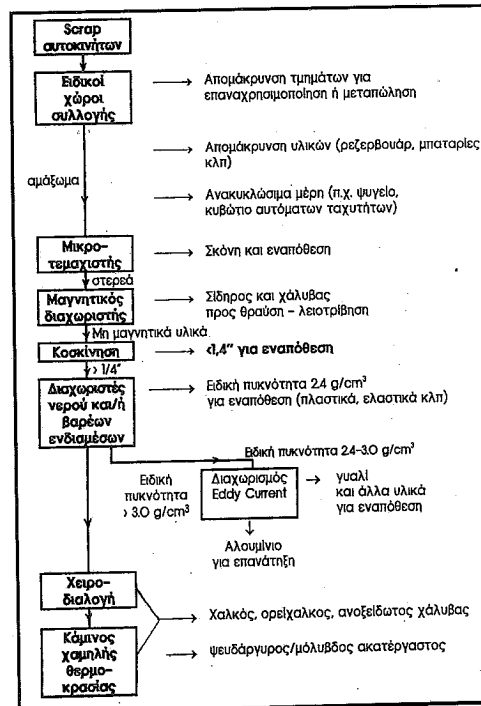 Scrap
αυτοκινήτων
Ειδικοί
χώροι
συλλογής
Απομάκρυνση τμημάτων για
επαναχρησιμοποίηση ή μεταπώληση
Απομάκρυνση υλικών (ρεζερβουάρ, μπαταρίες
κλπ)
αμάξωμα
Ανακυκλώσιμα μέρη (π.χ. ψυγείο,
κυβώτιο αυτόματων ταχυτήτων)
Μικρο-
τεμαχιστής
Σκόνη και εναπόθεση
στερεά
Μαγνητικός
διαχωριστής
Σίδηρος και χάλυβας
προς θραύση – λειοτρίβηση
Μη μαγνητικά υλικά
Κοσκίνηση
<1,4" για εναπόθεση
> 1/4"
Διαχωριστές
νερού και/ή
βαρέων
ενδιαμέσων
Ειδική πυκνότητα 2.4 g/cm³
για εναπόθεση (πλαστικά, ελαστικά κλπ)
Ειδική πυκνότητα 2.4-3.0 g/cm³
Ειδική
πυκνότητα
> 3.0 g/cm³
Διαχωρισμός
Eddy Current
γυαλί
και άλλα υλικά
για εναπόθεση
Αλουμίνιο
για επανάτηξη
Χειρο-
διαλογή
Χαλκός, ορείχαλκος, ανοξείδωτος χάλυβας
Κάμινος
χαμηλής
θερμο-
κρασίας
ψευδάργυρος/μόλυβδος ακατέργαστος